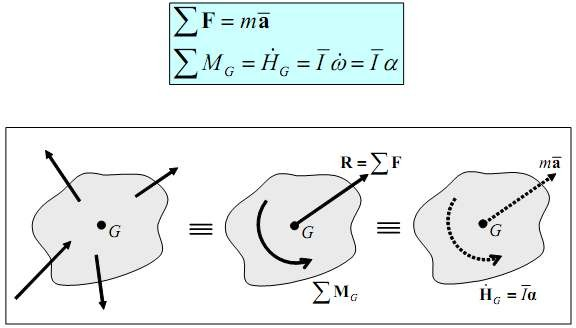 ∑ F = ma̅
∑ M_G = Ḣ_G = I̅ ω̇ = I̅ α
R = ∑ F
ma̅
G
≡
G
≡
G
∑ M_G
Ḣ_G = I̅α